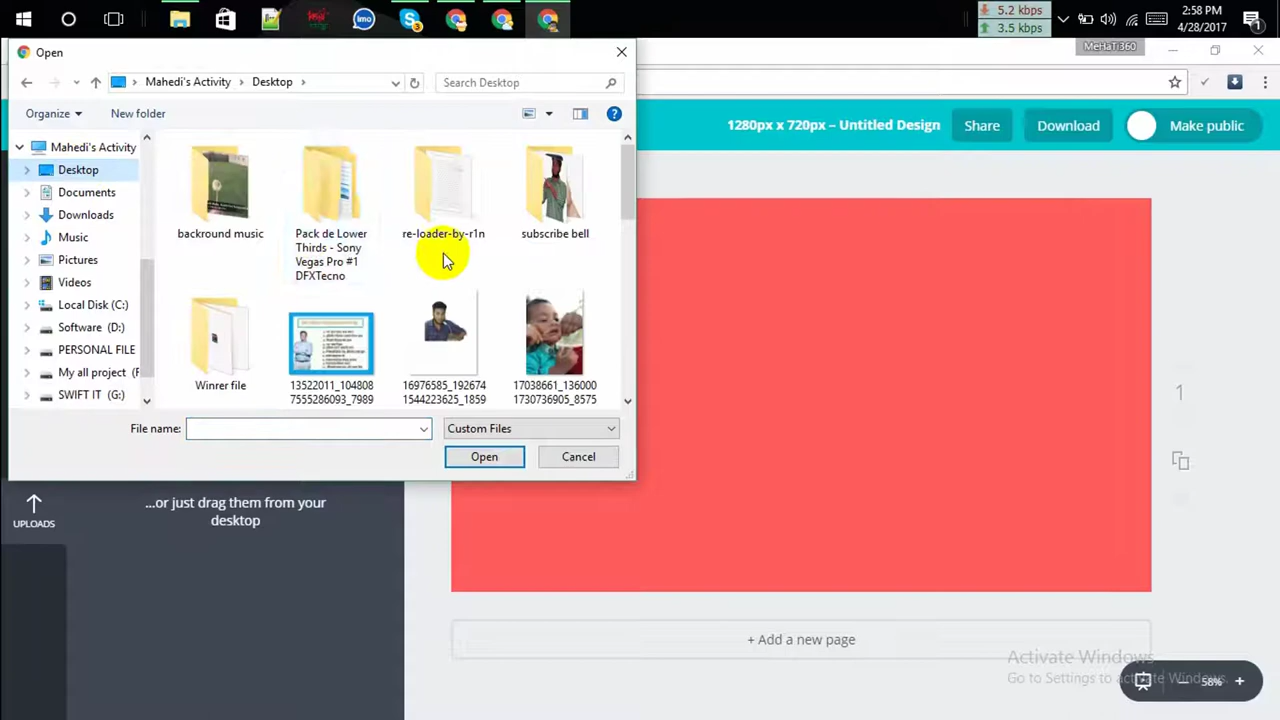 imo
3
5.2 kbps
3.5 kbps
2:58 PM
4/28/2017
1
MeHaTi360
Open
Mahedi's Activity
Desktop
Search Desktop
Organize
New folder
1280px x 720px – Untitled Design
Share
Download
Make public
Mahedi's Activity
Desktop
Documents
Downloads
Music
Pictures
Videos
Local Disk (C:)
Software (D:)
PERSONAL FILE
My all project (F
SWIFT IT (G:)
backround music
Pack de Lower
Thirds - Sony
Vegas Pro #1
DFXTecno
re-loader-by-r1n
subscribe bell
Winrer file
13522011_104808
7555286093_7989
16976585_192674
1544223625_1859
17038661_136000
1730736905_8575
File name:
Custom Files
Open
Cancel
UPLOADS
...or just drag them from your
desktop
1
+ Add a new page
Activate Windows
Go to Settings to activate Windows.
58%